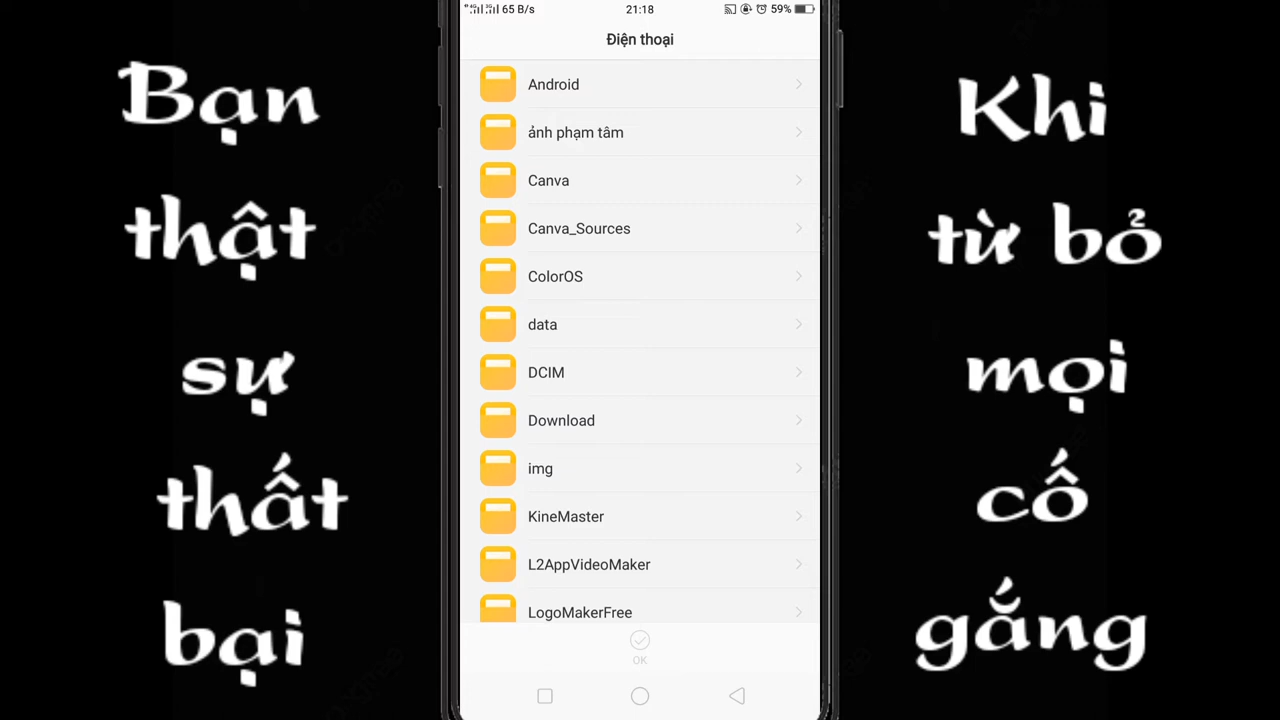 Bạn
thật
sự
thất
bại
65 B/s
21:18
59%
Điện thoại
Android
ảnh phạm tâm
Canva
Canva_Sources
ColorOS
data
DCIM
Download
img
KineMaster
L2AppVideoMaker
LogoMakerFree
OK
Khi
từ bỏ
mọi
cố
gắng